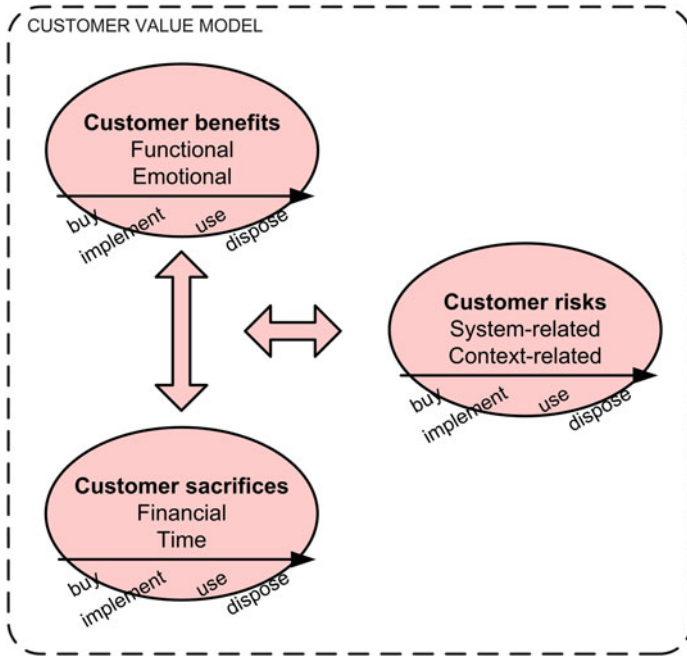 CUSTOMER VALUE MODEL
Customer benefits
Functional
Emotional
buy
implement
use
dispose
Customer risks
System-related
Context-related
buy
implement
use
dispose
Customer sacrifices
Financial
Time
buy
implement
use
dispose